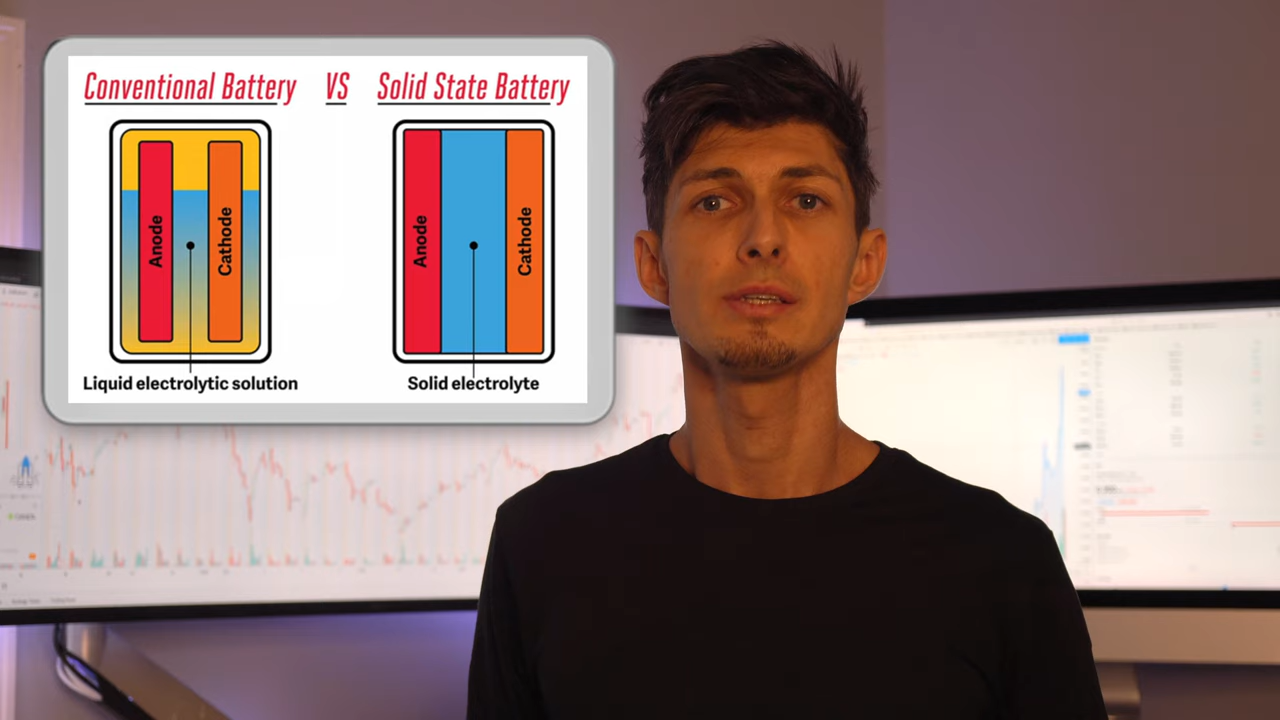 Conventional Battery VS Solid State Battery
Anode
Cathode
Anode
Cathode
Liquid electrolytic solution
Solid electrolyte